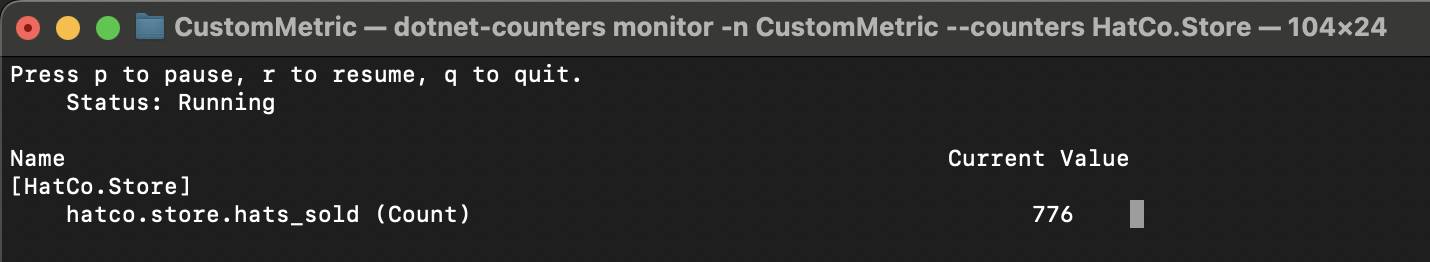 CustomMetric — dotnet-counters monitor -n CustomMetric --counters HatCo.Store — 104×24
Press p to pause, r to resume, q to quit.
    Status: Running
Name                                                               Current Value
[HatCo.Store]
    hatco.store.hats_sold (Count)                                        776